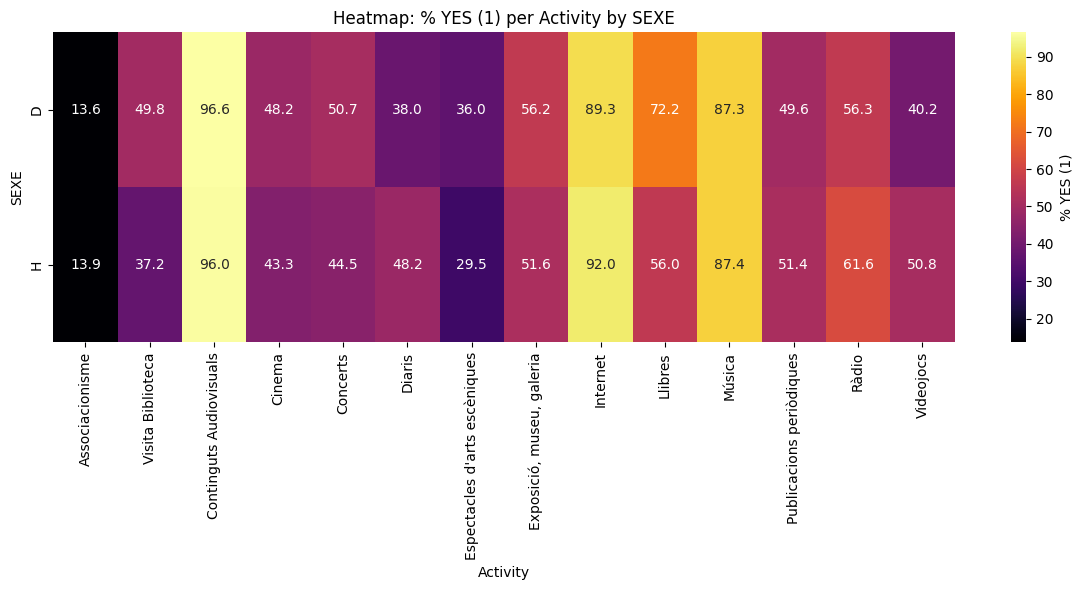 Heatmap: % YES (1) per Activity by SEXE
SEXE
D
13.6 49.8 96.6 48.2 50.7 38.0 36.0 56.2 89.3 72.2 87.3 49.6 56.3 40.2
H
13.9 37.2 96.0 43.3 44.5 48.2 29.5 51.6 92.0 56.0 87.4 51.4 61.6 50.8
Associacionisme
Visita Biblioteca
Continguts Audiovisuals
Cinema
Concerts
Diaris
Espectacles d'arts escèniques
Exposició, museu, galeria
Internet
Llibres
Música
Publicacions periòdiques
Ràdio
Videojocs
Activity
90
80
70
60
50
40
30
20
% YES (1)